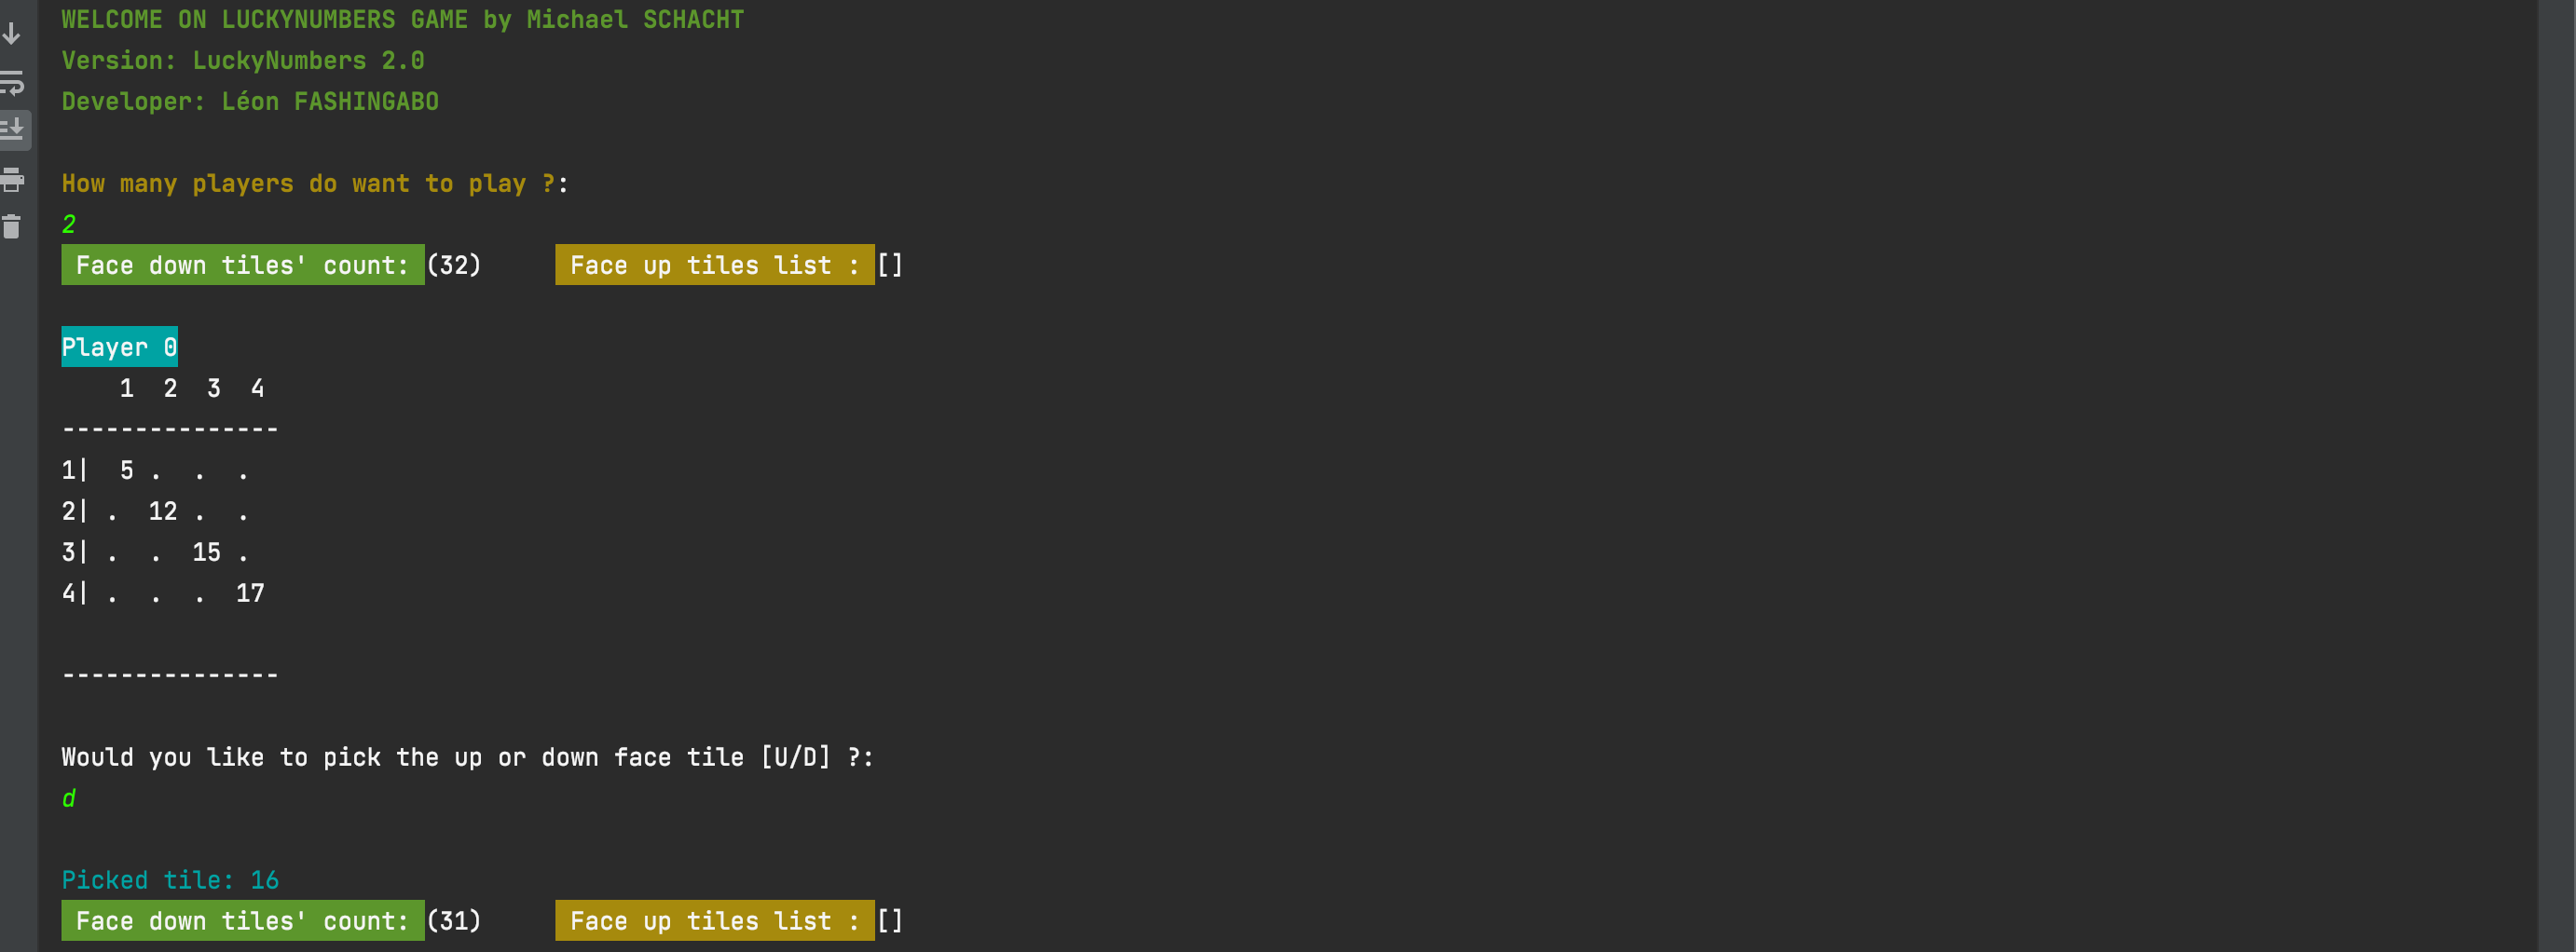 WELCOME ON LUCKYNUMBERS GAME by Michael SCHACHT
Version: LuckyNumbers 2.0
Developer: Léon FASHINGABO
How many players do want to play ?:
2
Face down tiles' count: (32) Face up tiles list : []
Player 0
1 2 3 4
---------------
1| 5 . . .
2| . 12 . .
3| . . 15 .
4| . . . 17
---------------
Would you like to pick the up or down face tile [U/D] ?:
d
Picked tile: 16
Face down tiles' count: (31) Face up tiles list : []